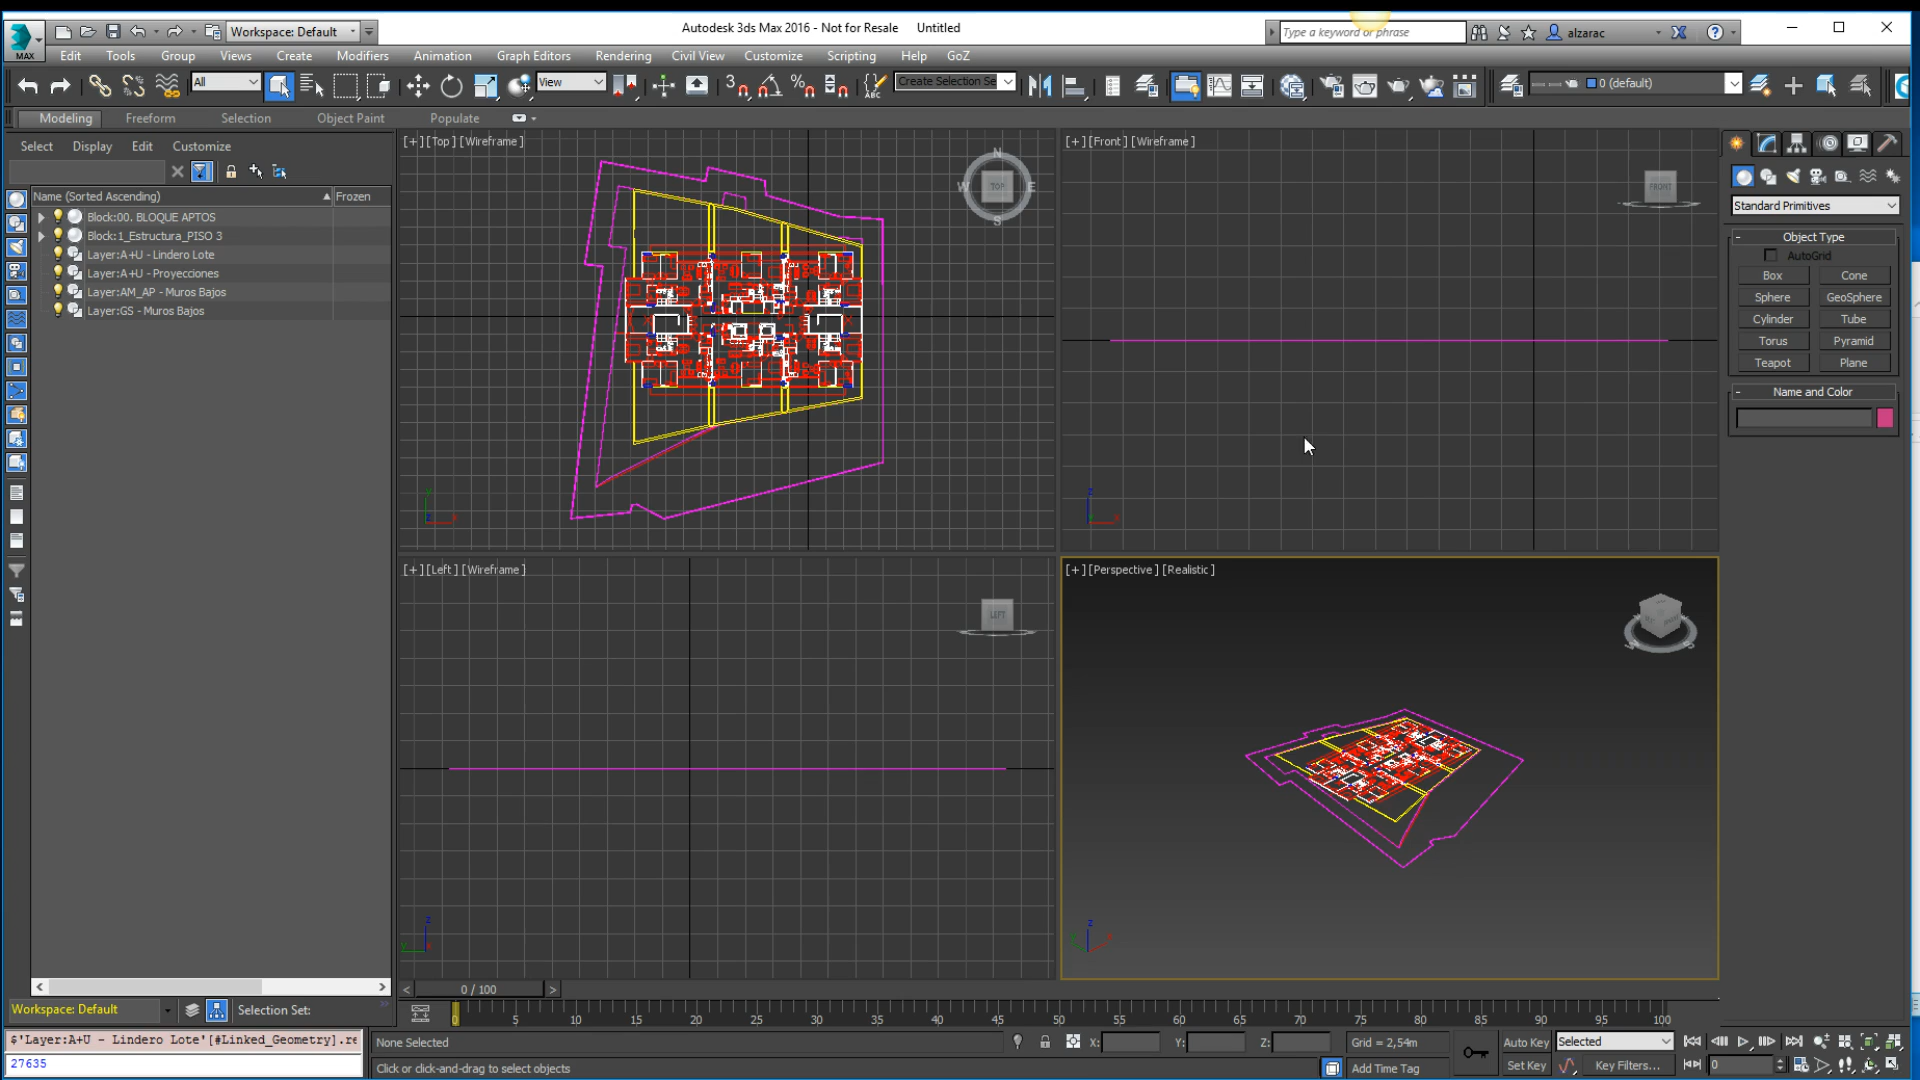 Workspace: Default
Autodesk 3ds Max 2016 - Not for Resale Untitled
Type a keyword or phrase
alzarac
MAX
Edit Tools Group Views Create Modifiers Animation Graph Editors Rendering Civil View Customize Scripting Help GoZ
All
View
Create Selection Se
0 (default)
Modeling Freeform Selection Object Paint Populate
Select Display Edit Customize
Name (Sorted Ascending) Frozen
Block:00. BLOQUE APTOS
Block:1_Estructura_PISO 3
Layer:A+U - Lindero Lote
Layer:A+U - Proyecciones
Layer:AM_AP - Muros Bajos
Layer:GS - Muros Bajos
[+] [Top] [Wireframe]
N
W TOP E
S
[+] [Front] [Wireframe]
FRONT
[+] [Left] [Wireframe]
LEFT
[+] [Perspective] [Realistic]
Standard Primitives
Object Type
AutoGrid
Box Cone
Sphere GeoSphere
Cylinder Tube
Torus Pyramid
Teapot Plane
Name and Color
0 / 100
Workspace: Default
Selection Set:
0 5 10 15 20 25 30 35 40 45 50 55 60 65 70 75 80 85 90 95 100
$'Layer:A+U - Lindero Lote'[#Linked_Geometry].re
27635
None Selected
X: Y: Z:
Grid = 2,54m
Auto Key
Selected
Click or click-and-drag to select objects
Add Time Tag
Set Key
Key Filters...
0